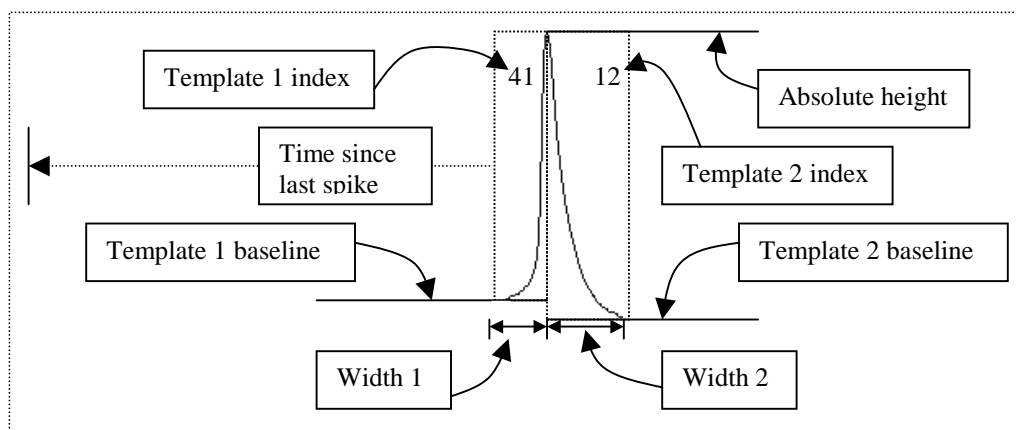 Template 1 index
41
12
Absolute height
Time since
last spike
Template 2 index
Template 1 baseline
Template 2 baseline
Width 1
Width 2